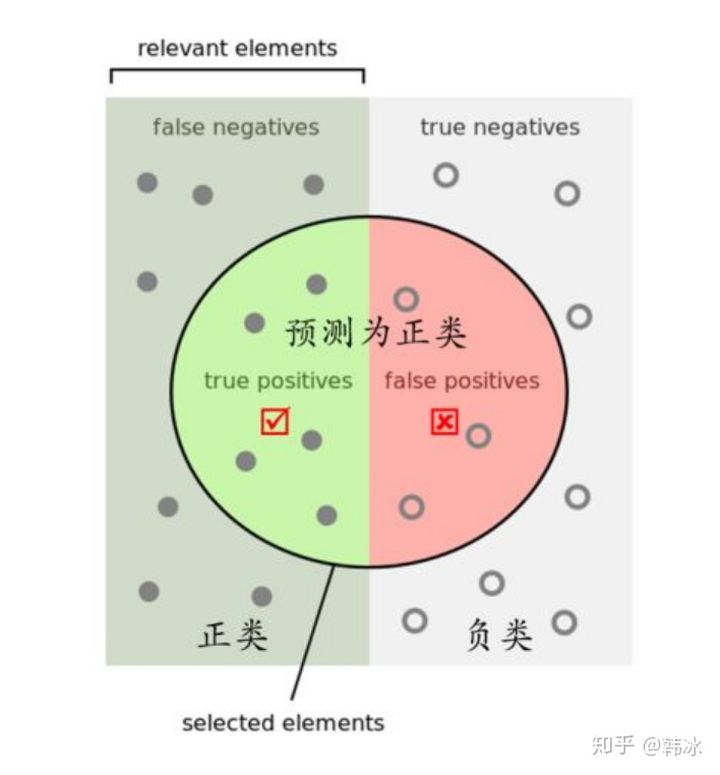 relevant elements
false negatives
true negatives
预测为正类
true positives
false positives
正类
负类
selected elements
知乎 @韩冰